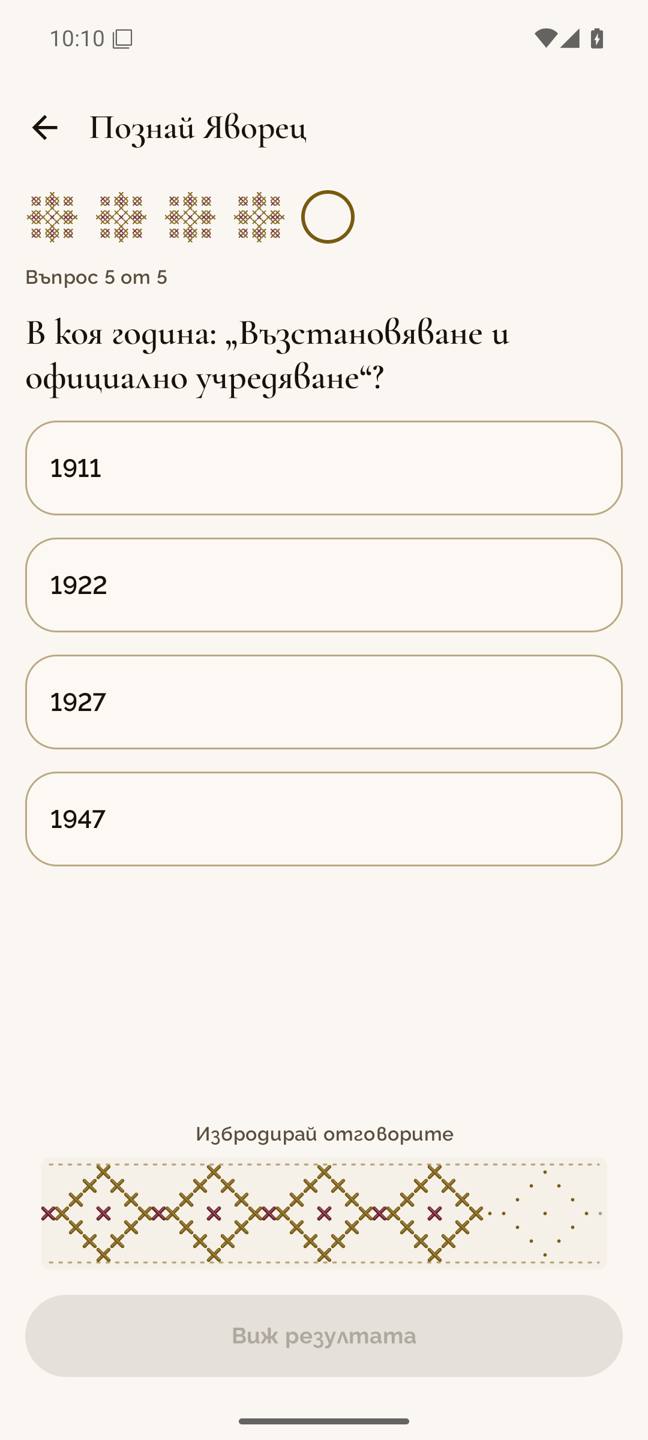 10:10
Познай Яворец
Въпрос 5 от 5
В коя година: „Възстановяване и
официално учредяване“?
1911
1922
1927
1947
Избродирай отговорите
Виж резултата